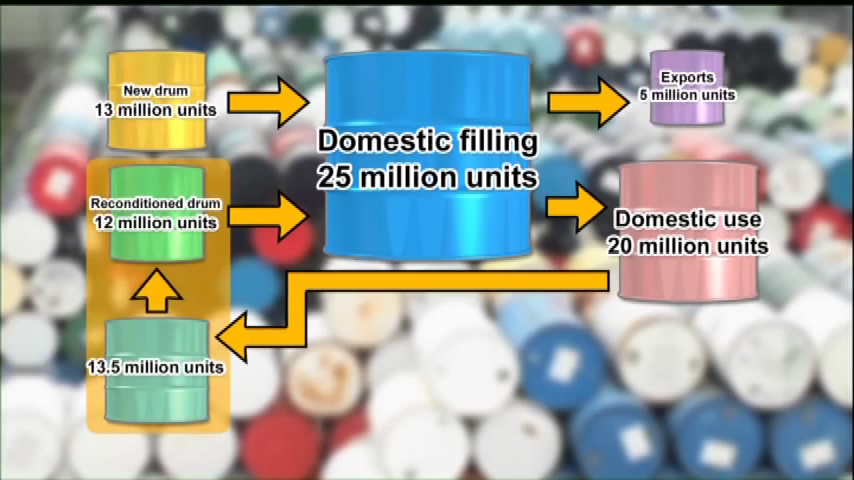 New drum
13 million units
Reconditioned drum
12 million units
13.5 million units
Domestic filling
25 million units
Exports
5 million units
Domestic use
20 million units